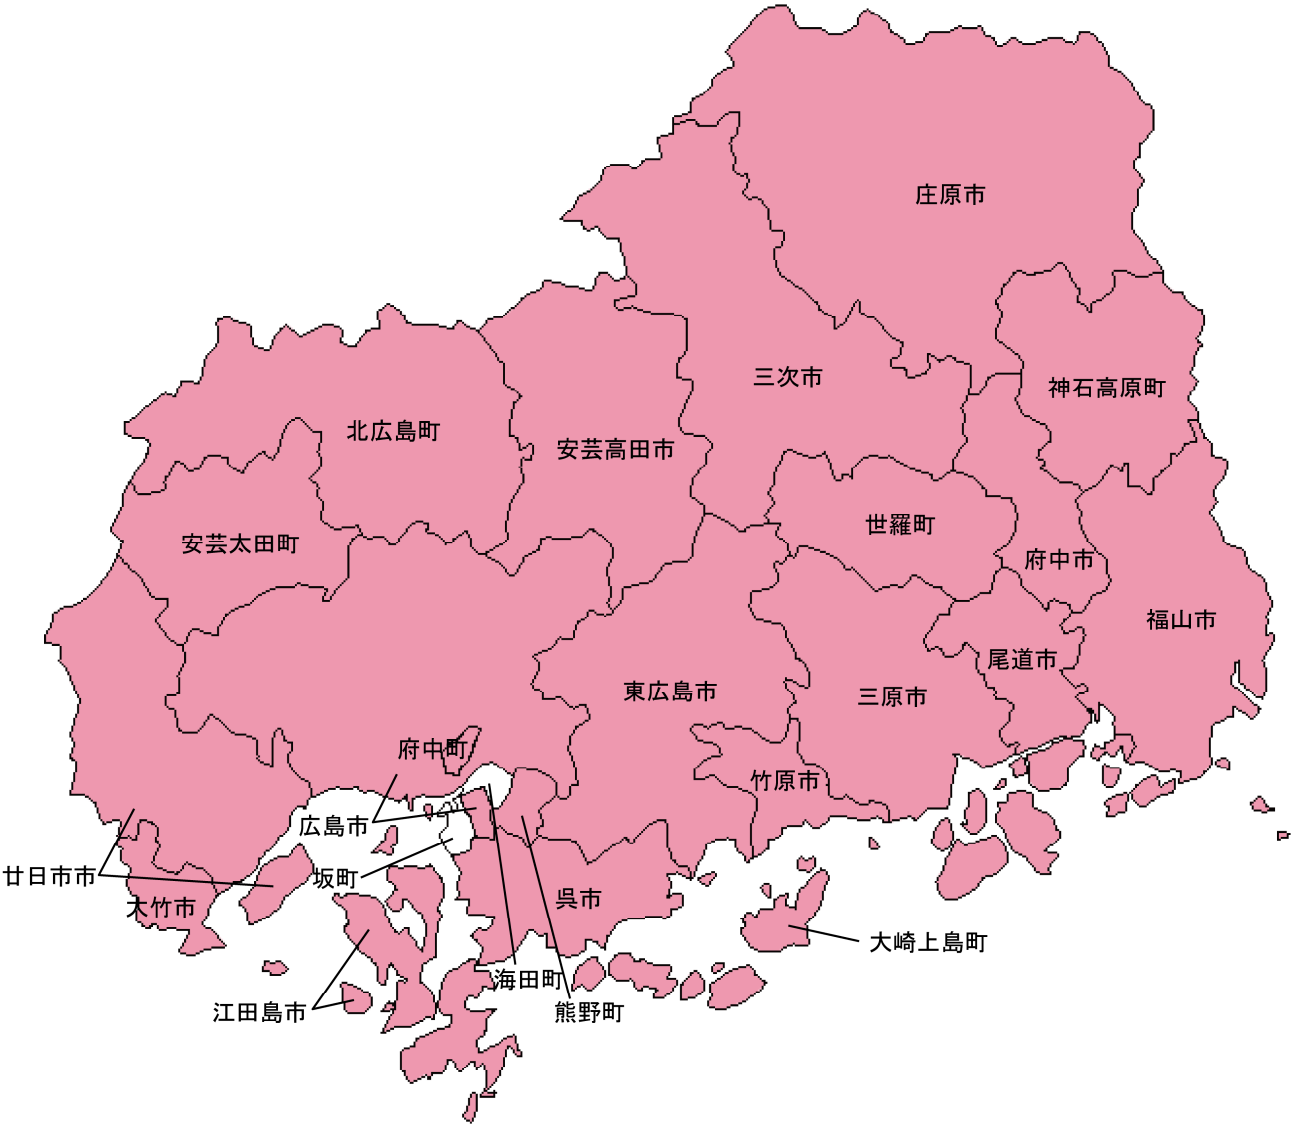 庄原市
三次市
神石高原町
北広島町
安芸高田市
世羅町
安芸太田町
府中市
福山市
尾道市
東広島市
三原市
府中町
竹原市
広島市
廿日市市
坂町
大竹市
呉市
大崎上島町
海田町
江田島市
熊野町